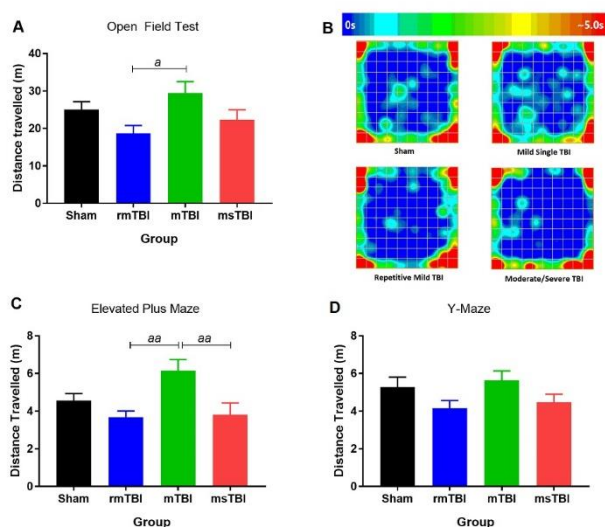 A
Open Field Test
Distance travelled (m)
40
30
20
10
0
a
Sham rmTBI mTBI msTBI
Group
B
0s ~5.0s
Sham
Mild Single TBI
Repetitive Mild TBI
Moderate/Severe TBI
C
Elevated Plus Maze
Distance Travelled (m)
8
6
4
2
0
aa aa
Sham rmTBI mTBI msTBI
Group
D
Y-Maze
Distance Travelled (m)
8
6
4
2
0
Sham rmTBI mTBI msTBI
Group